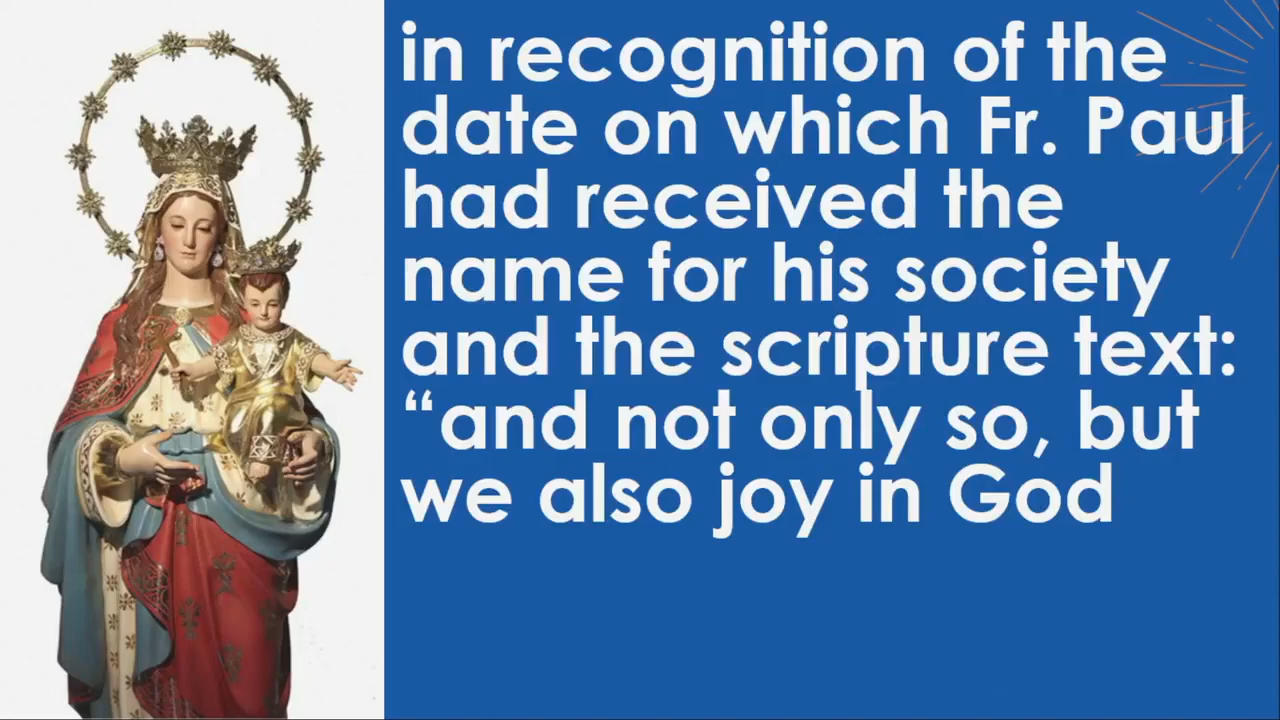 in recognition of the
date on which Fr. Paul
had received the
name for his society
and the scripture text:
“and not only so, but
we also joy in God